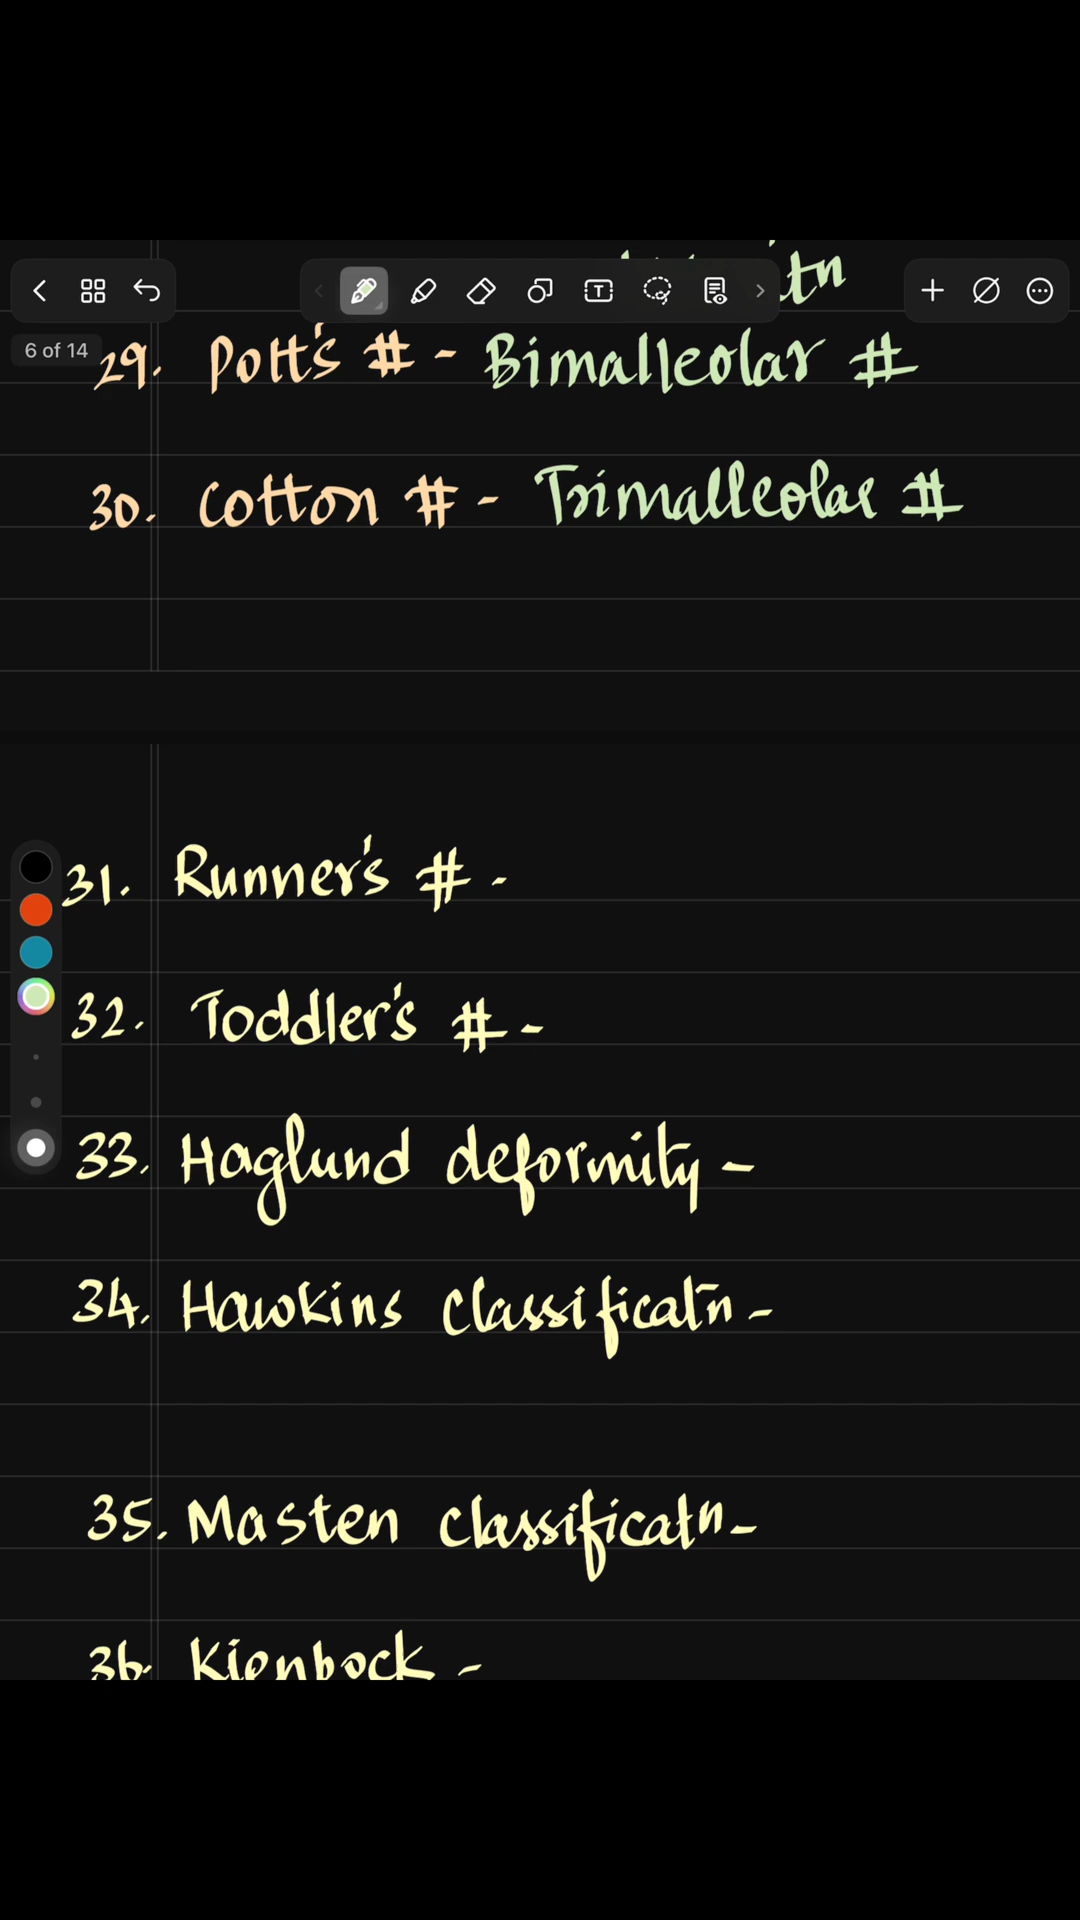 29. Pott's # - Bimalleolar #
6 of 14
30. Cotton # - Trimalleolar #
31. Runner's # -
32. Toddler's # -
33. Haglund deformity -
34. Hawkins classificatn -
35. Masten classificatn -
36. Kienbock -